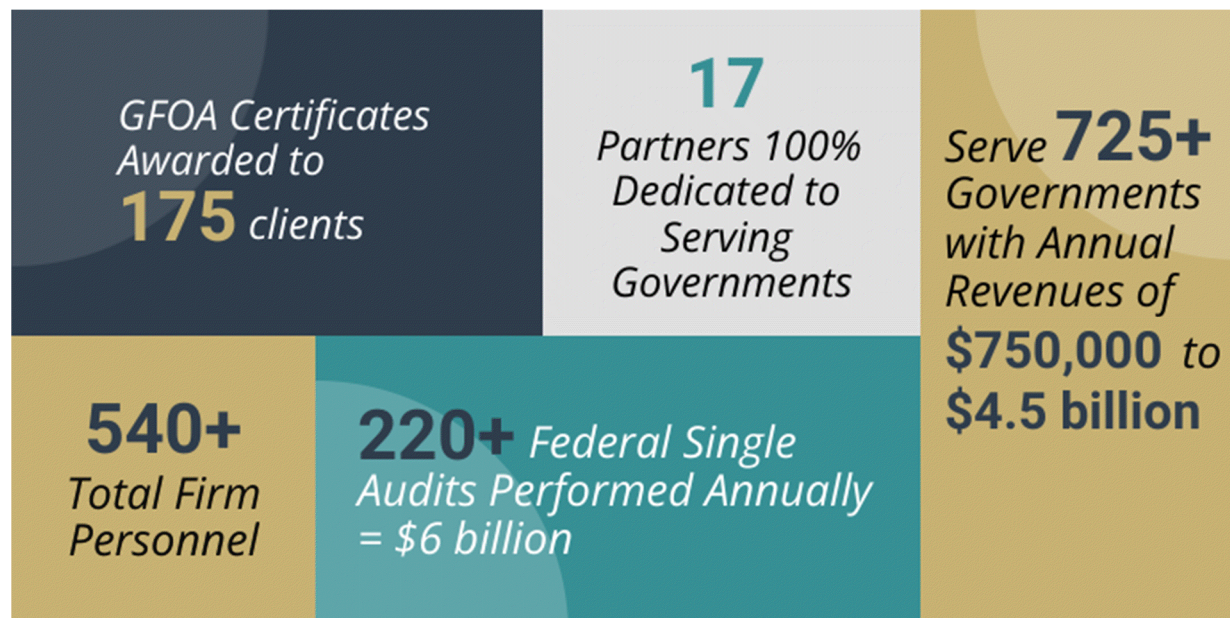 GFOA Certificates
Awarded to
175 clients
17
Partners 100%
Dedicated to
Serving
Governments
Serve 725+
Governments
with Annual
Revenues of
$750,000 to
$4.5 billion
540+
Total Firm
Personnel
220+ Federal Single
Audits Performed Annually
= $6 billion